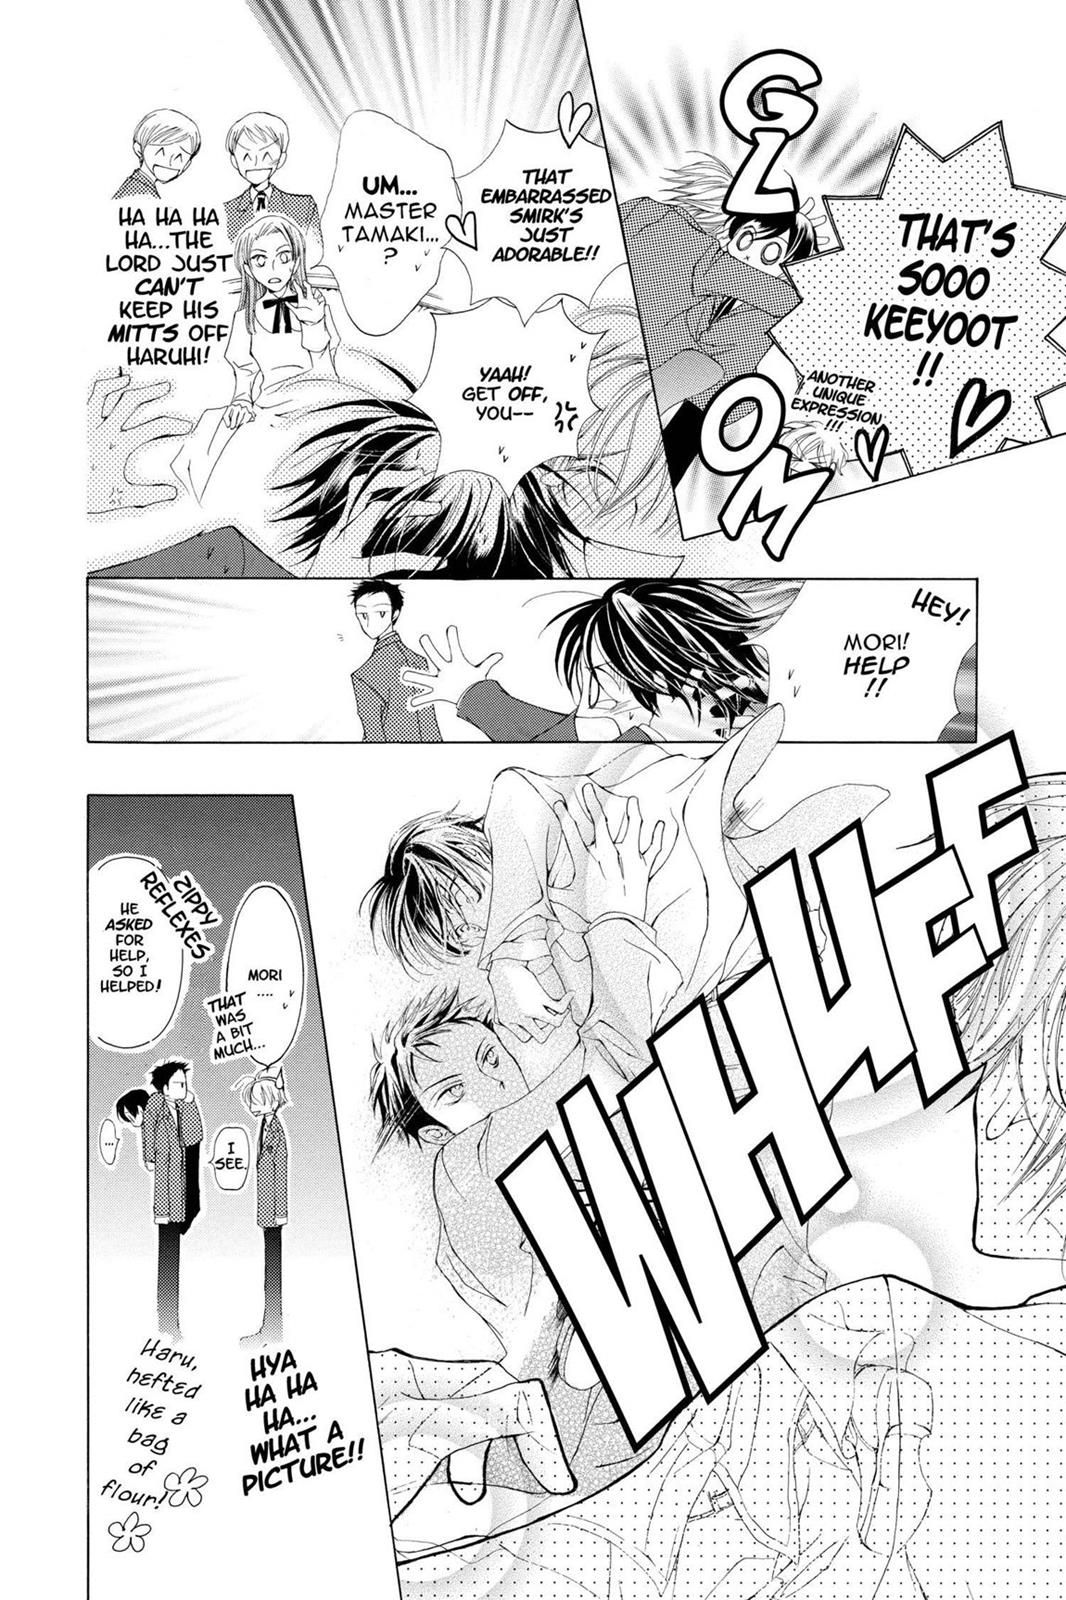 THAT'S
SOOO
KEEYOOT
!!
GLOM
ANOTHER
UNIQUE
EXPRESSION
!!!
THAT
EMBARRASSED
SMIRK'S
JUST
ADORABLE!!
UM...
MASTER
TAMAKI...
?
YAAH!
GET OFF,
YOU--
HA HA HA
HA...THE
LORD JUST
CAN'T
KEEP HIS
MITTS OFF
HARUHI!
HEY!
MORI!
HELP
!!
WHUFF
MORI
....
THAT
WAS
A BIT
MUCH...
ZIPPY
REFLEXES
HE
ASKED
FOR
HELP,
SO I
HELPED!
I
SEE.
...
HYA
HA HA
HA...
WHAT A
PICTURE!!
Haru,
hefted
like a
bag
of
flour!